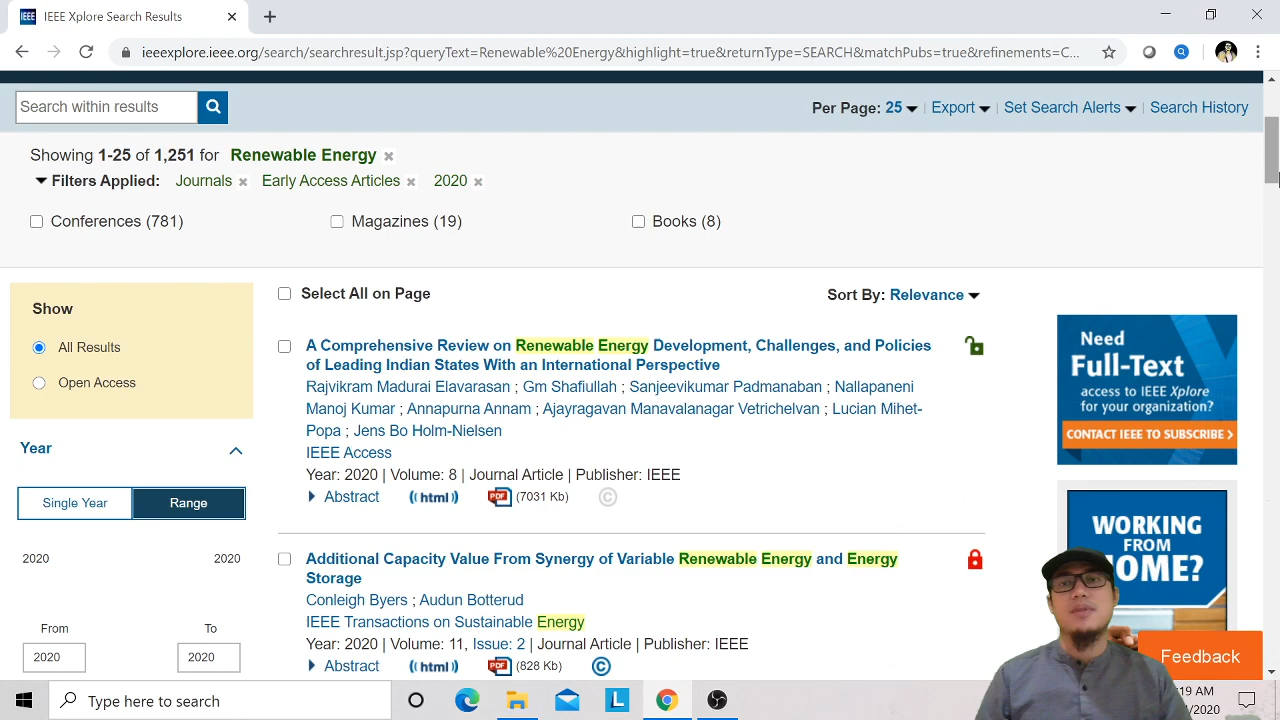 IEEE IEEE Xplore Search Results
ieeexplore.ieee.org/search/searchresult.jsp?queryText=Renewable%20Energy&highlight=true&returnType=SEARCH&matchPubs=true&refinements=C...
Search within results
Per Page: 25 | Export | Set Search Alerts | Search History
Showing 1-25 of 1,251 for Renewable Energy
Filters Applied: Journals Early Access Articles 2020
Conferences (781) Magazines (19) Books (8)
Show
All Results
Open Access
Year
Single Year Range
2020 2020
From To
2020 2020
Select All on Page
Sort By: Relevance
A Comprehensive Review on Renewable Energy Development, Challenges, and Policies
of Leading Indian States With an International Perspective
Rajvikram Madurai Elavarasan ; Gm Shafiullah ; Sanjeevikumar Padmanaban ; Nallapaneni
Manoj Kumar ; Annapurna Annam ; Ajayragavan Manavalanagar Vetrichelvan ; Lucian Mihet-
Popa ; Jens Bo Holm-Nielsen
IEEE Access
Year: 2020 | Volume: 8 | Journal Article | Publisher: IEEE
Abstract ((html)) PDF (7031 Kb) ©
Additional Capacity Value From Synergy of Variable Renewable Energy and Energy
Storage
Conleigh Byers ; Audun Botterud
IEEE Transactions on Sustainable Energy
Year: 2020 | Volume: 11, Issue: 2 | Journal Article | Publisher: IEEE
Abstract ((html)) PDF (828 Kb) ©
Need
Full-Text
access to IEEE Xplore
for your organization?
CONTACT IEEE TO SUBSCRIBE >
WORKING
FROM
HOME?
Feedback
Type here to search
L
19 AM
/2020